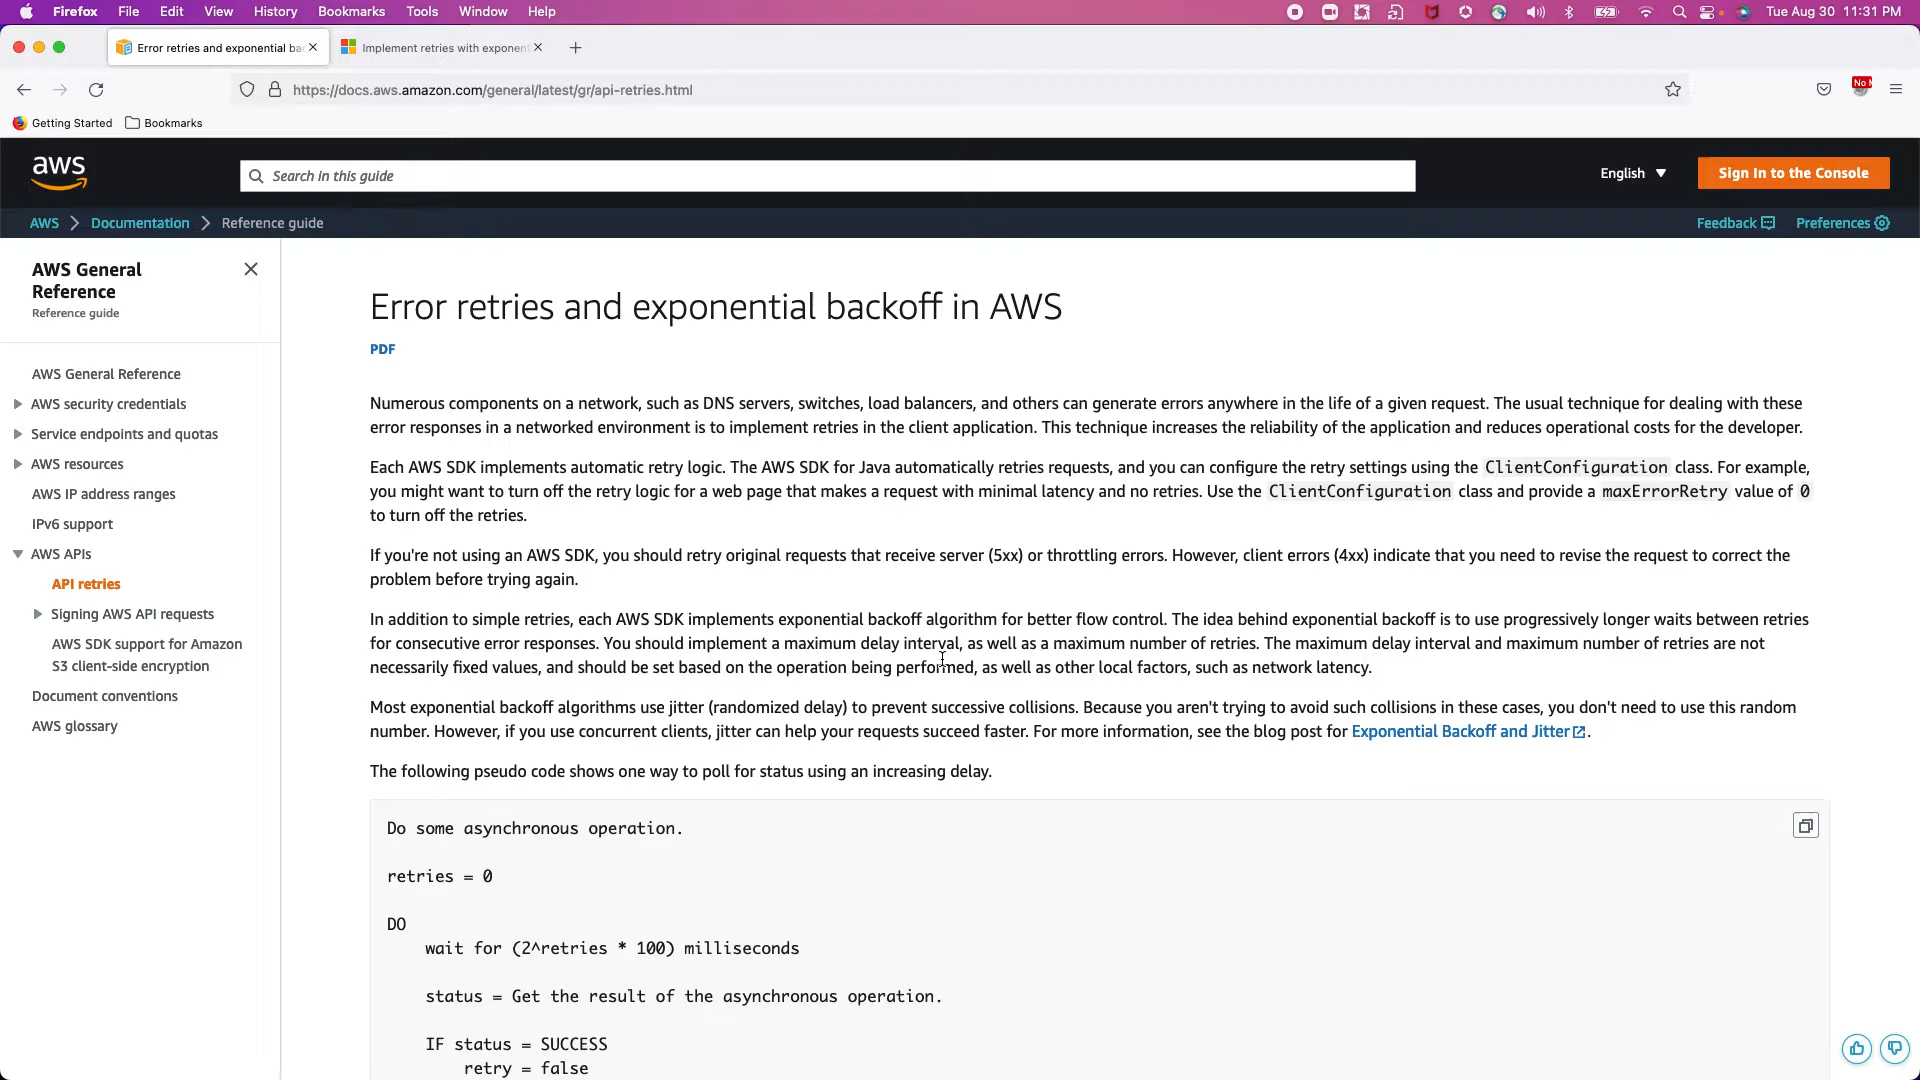 Firefox File Edit View History Bookmarks Tools Window Help Tue Aug 30 11:31 PM
Error retries and exponential ba Implement retries with exponen
https://docs.aws.amazon.com/general/latest/gr/api-retries.html No
Getting Started Bookmarks
aws Search in this guide English Sign In to the Console
AWS Documentation Reference guide Feedback Preferences
AWS General
Reference
Reference guide
AWS General Reference
AWS security credentials
Service endpoints and quotas
AWS resources
AWS IP address ranges
IPv6 support
AWS APIs
API retries
Signing AWS API requests
AWS SDK support for Amazon
S3 client-side encryption
Document conventions
AWS glossary
Error retries and exponential backoff in AWS
PDF
Numerous components on a network, such as DNS servers, switches, load balancers, and others can generate errors anywhere in the life of a given request. The usual technique for dealing with these
error responses in a networked environment is to implement retries in the client application. This technique increases the reliability of the application and reduces operational costs for the developer.
Each AWS SDK implements automatic retry logic. The AWS SDK for Java automatically retries requests, and you can configure the retry settings using the ClientConfiguration class. For example,
you might want to turn off the retry logic for a web page that makes a request with minimal latency and no retries. Use the ClientConfiguration class and provide a maxErrorRetry value of 0
to turn off the retries.
If you're not using an AWS SDK, you should retry original requests that receive server (5xx) or throttling errors. However, client errors (4xx) indicate that you need to revise the request to correct the
problem before trying again.
In addition to simple retries, each AWS SDK implements exponential backoff algorithm for better flow control. The idea behind exponential backoff is to use progressively longer waits between retries
for consecutive error responses. You should implement a maximum delay interval, as well as a maximum number of retries. The maximum delay interval and maximum number of retries are not
necessarily fixed values, and should be set based on the operation being performed, as well as other local factors, such as network latency.
Most exponential backoff algorithms use jitter (randomized delay) to prevent successive collisions. Because you aren't trying to avoid such collisions in these cases, you don't need to use this random
number. However, if you use concurrent clients, jitter can help your requests succeed faster. For more information, see the blog post for Exponential Backoff and Jitter.
The following pseudo code shows one way to poll for status using an increasing delay.
Do some asynchronous operation.
retries = 0
DO
wait for (2^retries * 100) milliseconds
status = Get the result of the asynchronous operation.
IF status = SUCCESS
retry = false